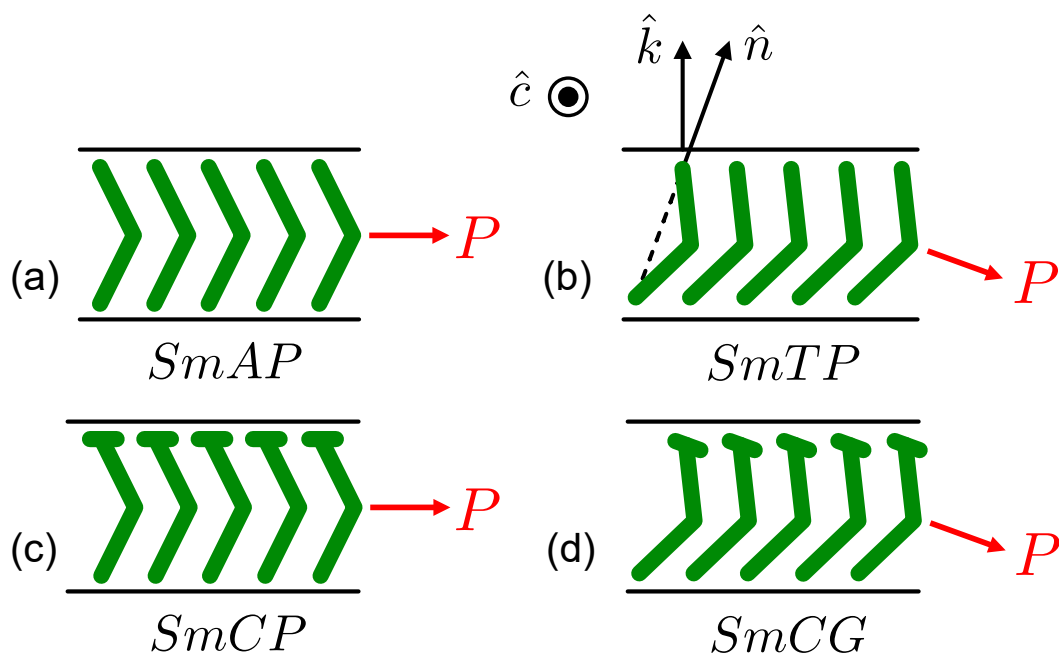 k̂ n̂
ĉ
(a) P
(b) P
SmAP
SmTP
(c) P
(d) P
SmCP
SmCG